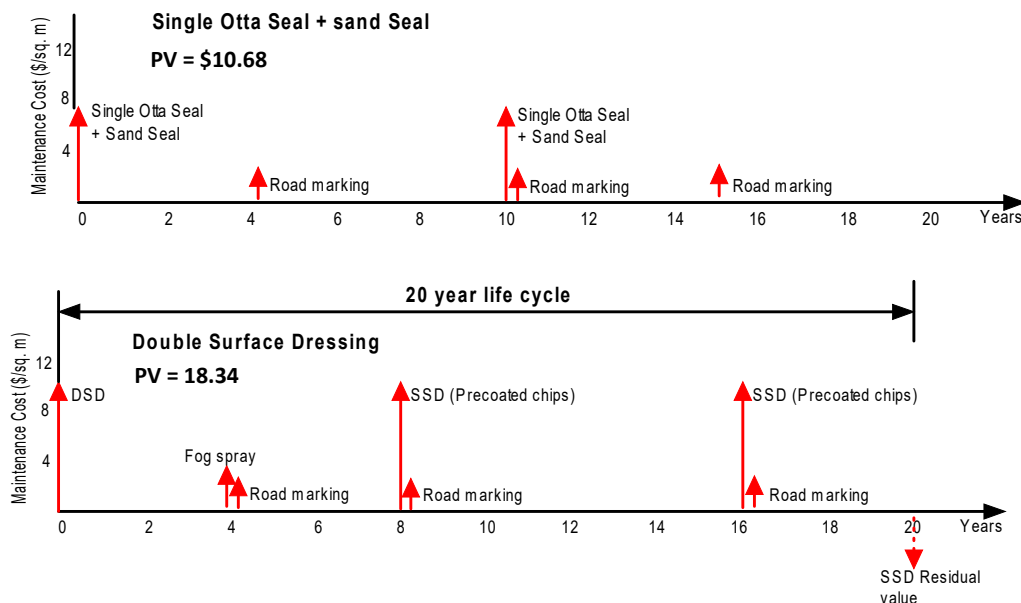 Single Otta Seal + sand Seal
PV = $10.68
Maintenance Cost ($/sq. m)
12
8
4
Single Otta Seal
+ Sand Seal
Road marking
Single Otta Seal
+ Sand Seal
Road marking
Road marking
0 2 4 6 8 10 12 14 16 18 20 Years
20 year life cycle
Double Surface Dressing
PV = 18.34
Maintenance Cost ($/sq. m)
12
8
4
DSD
Fog spray
Road marking
SSD (Precoated chips)
Road marking
SSD (Precoated chips)
Road marking
0 2 4 6 8 10 12 14 16 18 20 Years
SSD Residual
value